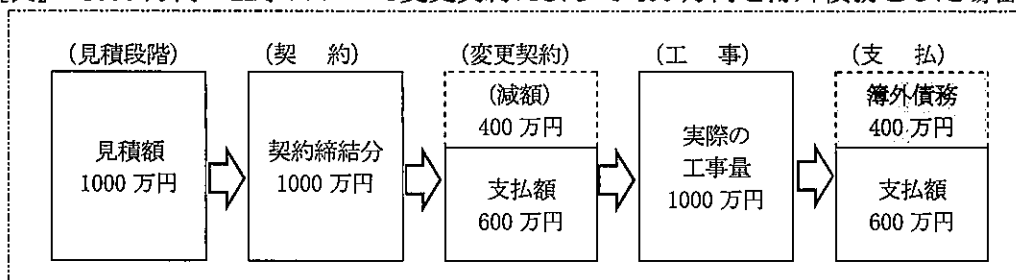 (見積段階)
(契　約)
(変更契約)
(工　事)
(支　払)
見積額
1000 万円
契約締結分
1000 万円
(減額)
400 万円
支払額
600 万円
実際の
工事量
1000 万円
簿外債務
400 万円
支払額
600 万円